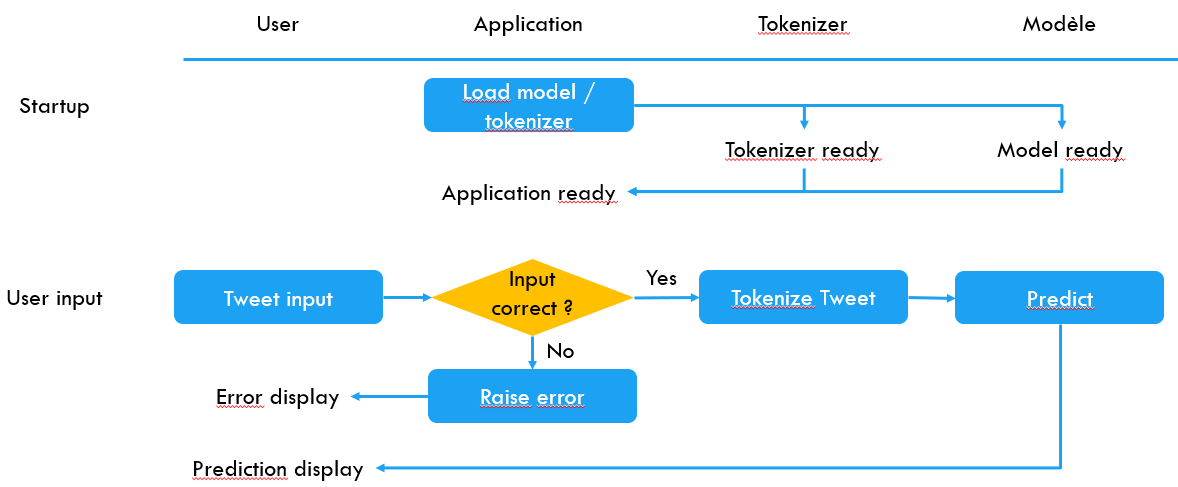 User
Application
Tokenizer
Modèle
Startup
Load model /
tokenizer
Tokenizer ready
Model ready
Application ready
User input
Tweet input
Input
correct ?
Yes
Tokenize Tweet
Predict
No
Error display
Raise error
Prediction display